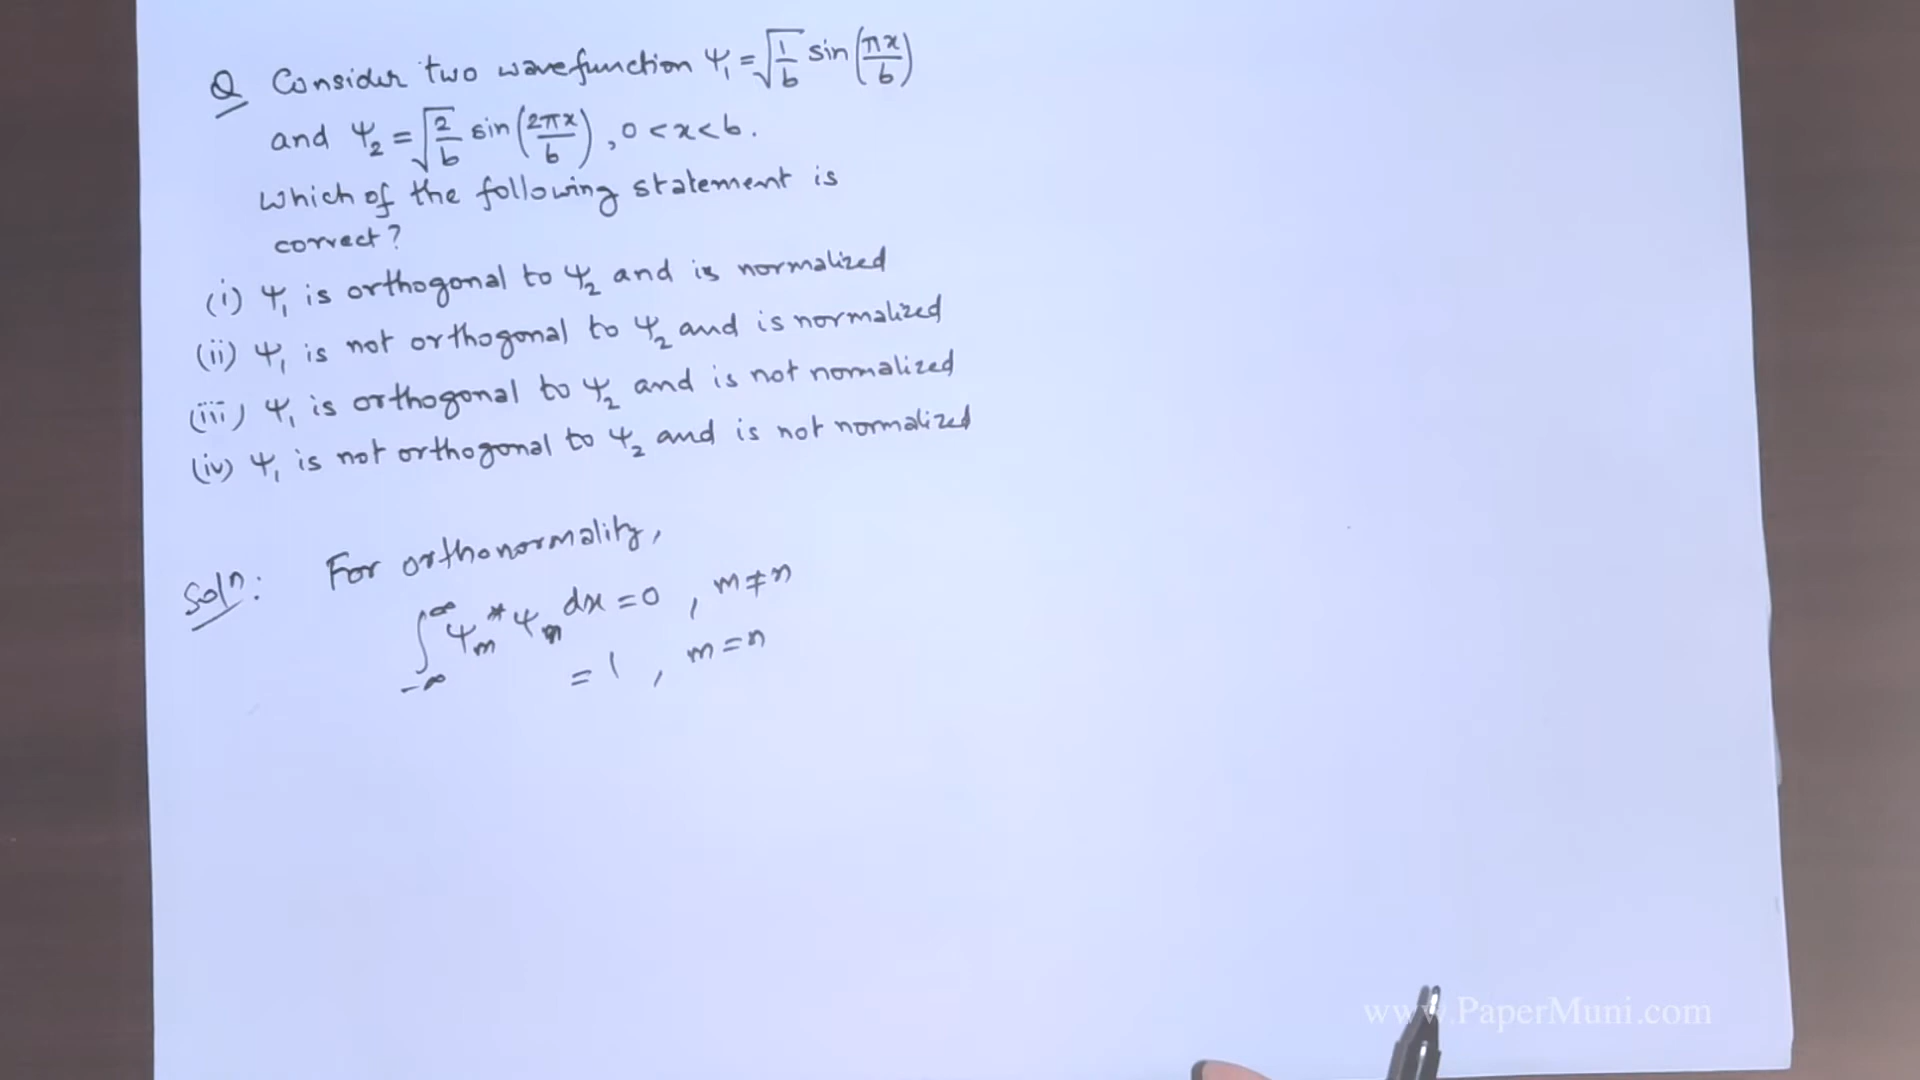 Q Consider two wavefunction Ψ₁ = √(1/b) sin(πx/b)
and Ψ₂ = √(2/b) sin(2πx/b) , 0 < x < b.
Which of the following statement is
correct?
(i) Ψ₁ is orthogonal to Ψ₂ and is normalized
(ii) Ψ₁ is not orthogonal to Ψ₂ and is normalized
(iii) Ψ₁ is orthogonal to Ψ₂ and is not normalized
(iv) Ψ₁ is not orthogonal to Ψ₂ and is not normalized
Solⁿ: For orthonormality,
∫_{-∞}^{∞} Ψ_m* Ψ_n dx = 0 , m ≠ n
= 1 , m = n
www.PaperMuni.com